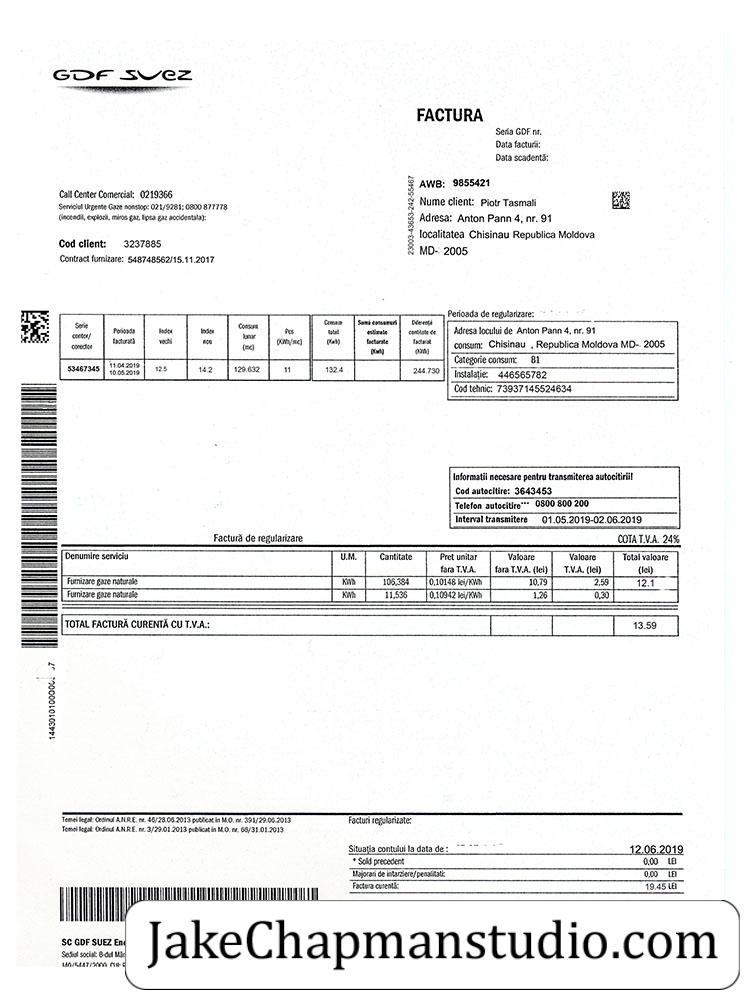 GDF SUEZ
FACTURA
Seria GDF nr.
Data facturii:
Data scadentă:
Call Center Comercial: 0219366
Serviciul Urgente Gaze nonstop: 021/9281; 0800 877778
(incendii, explozii, miros gaz, lipsa gaz accidentala):
Cod client: 3237885
Contract furnizare: 548748562/15.11.2017
23003-43653-242-55467
AWB: 9855421
Nume client: Piotr Tasmali
Adresa: Anton Pann 4, nr. 91
localitatea Chisinau Republica Moldova
MD- 2005
Serie contor/ corector
Perioada facturată
Index vechi
Index nou
Consum lunar (mc)
Pcs (KWh/mc)
Consum total (Kwh)
Suma consumuri estimate facturate (Kwh)
Diferență cantitate de facturat (KWh)
53467345 11.04.2019 10.05.2019 12.5 14.2 129.632 11 132.4 244.730
Perioada de regularizare:
Adresa locului de Anton Pann 4, nr. 91
consum: Chisinau , Republica Moldova MD- 2005
Categorie consum: B1
Instalație: 446565782
Cod tehnic: 73937145524634
Informatii necesare pentru transmiterea autocitirii!
Cod autocitire: 3643453
Telefon autocitire*** 0800 800 200
Interval transmitere 01.05.2019-02.06.2019
Factură de regularizare
COTA T.V.A. 24%
Denumire serviciu U.M. Cantitate Pret unitar fara T.V.A. Valoare fara T.V.A. (lei) Valoare T.V.A. (lei) Total valoare (lei)
Furnizare gaze naturale KWh 106,384 0,10148 lei/KWh 10,79 2,59 12.1
Furnizare gaze naturale KWh 11,536 0,10942 lei/KWh 1,26 0,30
TOTAL FACTURĂ CURENTĂ CU T.V.A.: 13.59
Temei legal: Ordinul A.N.R.E. nr. 46/28.06.2013 publicat in M.O. nr. 391/29.06.2013
Temei legal: Ordinul A.N.R.E. nr. 3/29.01.2013 publicat in M.O. nr. 66/31.01.2013
Facturi regularizate:
Situația contului la data de : 12.06.2019
* Sold precedent 0,00 LEI
Majorari de intarziere/penalitati: 0,00 LEI
Factura curentă: 19.45 LEI
SC GDF SUEZ
Sediul social: B-dul
JakeChapmanstudio.com